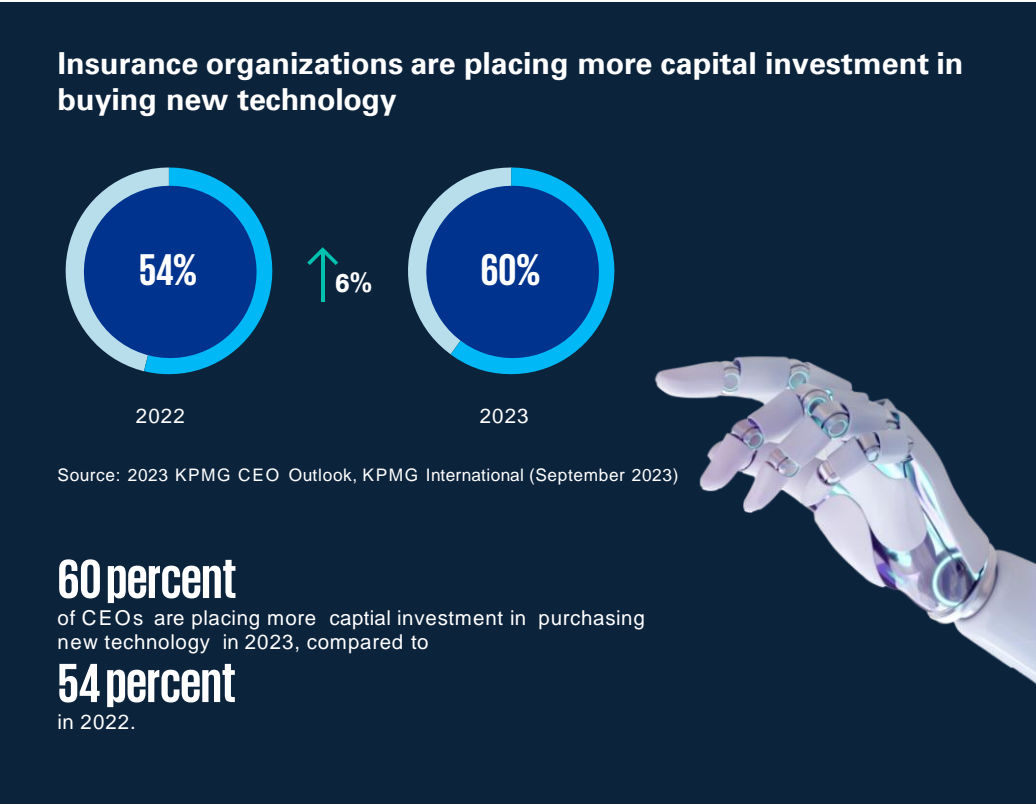 Insurance organizations are placing more capital investment in
buying new technology
54%
6%
60%
2022
2023
Source: 2023 KPMG CEO Outlook, KPMG International (September 2023)
60 percent
of CEOs are placing more captial investment in purchasing
new technology in 2023, compared to
54 percent
in 2022.